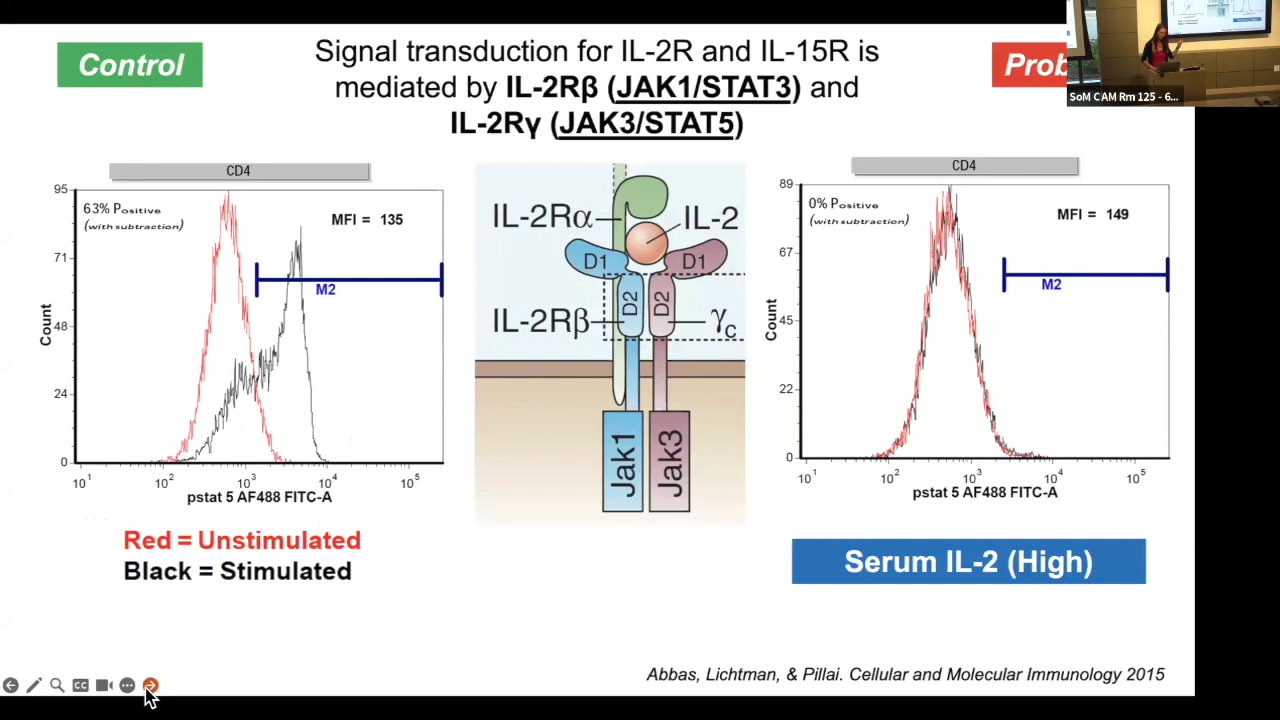 Control
Signal transduction for IL-2R and IL-15R is
mediated by IL-2Rβ (JAK1/STAT3) and
IL-2Rγ (JAK3/STAT5)
Prob
SoM CAM Rm 125 - 6...
CD4
95
71
48
24
0
Count
63% Positive
(with subtraction)
MFI = 135
M2
10¹ 10² 10³ 10⁴ 10⁵
pstat 5 AF488 FITC-A
Red = Unstimulated
Black = Stimulated
IL-2Rα
IL-2
D1
D1
D2
D2
IL-2Rβ
γc
Jak1
Jak3
CD4
89
67
45
22
0
Count
0% Positive
(with subtraction)
MFI = 149
M2
10¹ 10² 10³ 10⁴ 10⁵
pstat 5 AF488 FITC-A
Serum IL-2 (High)
Abbas, Lichtman, & Pillai. Cellular and Molecular Immunology 2015
CC